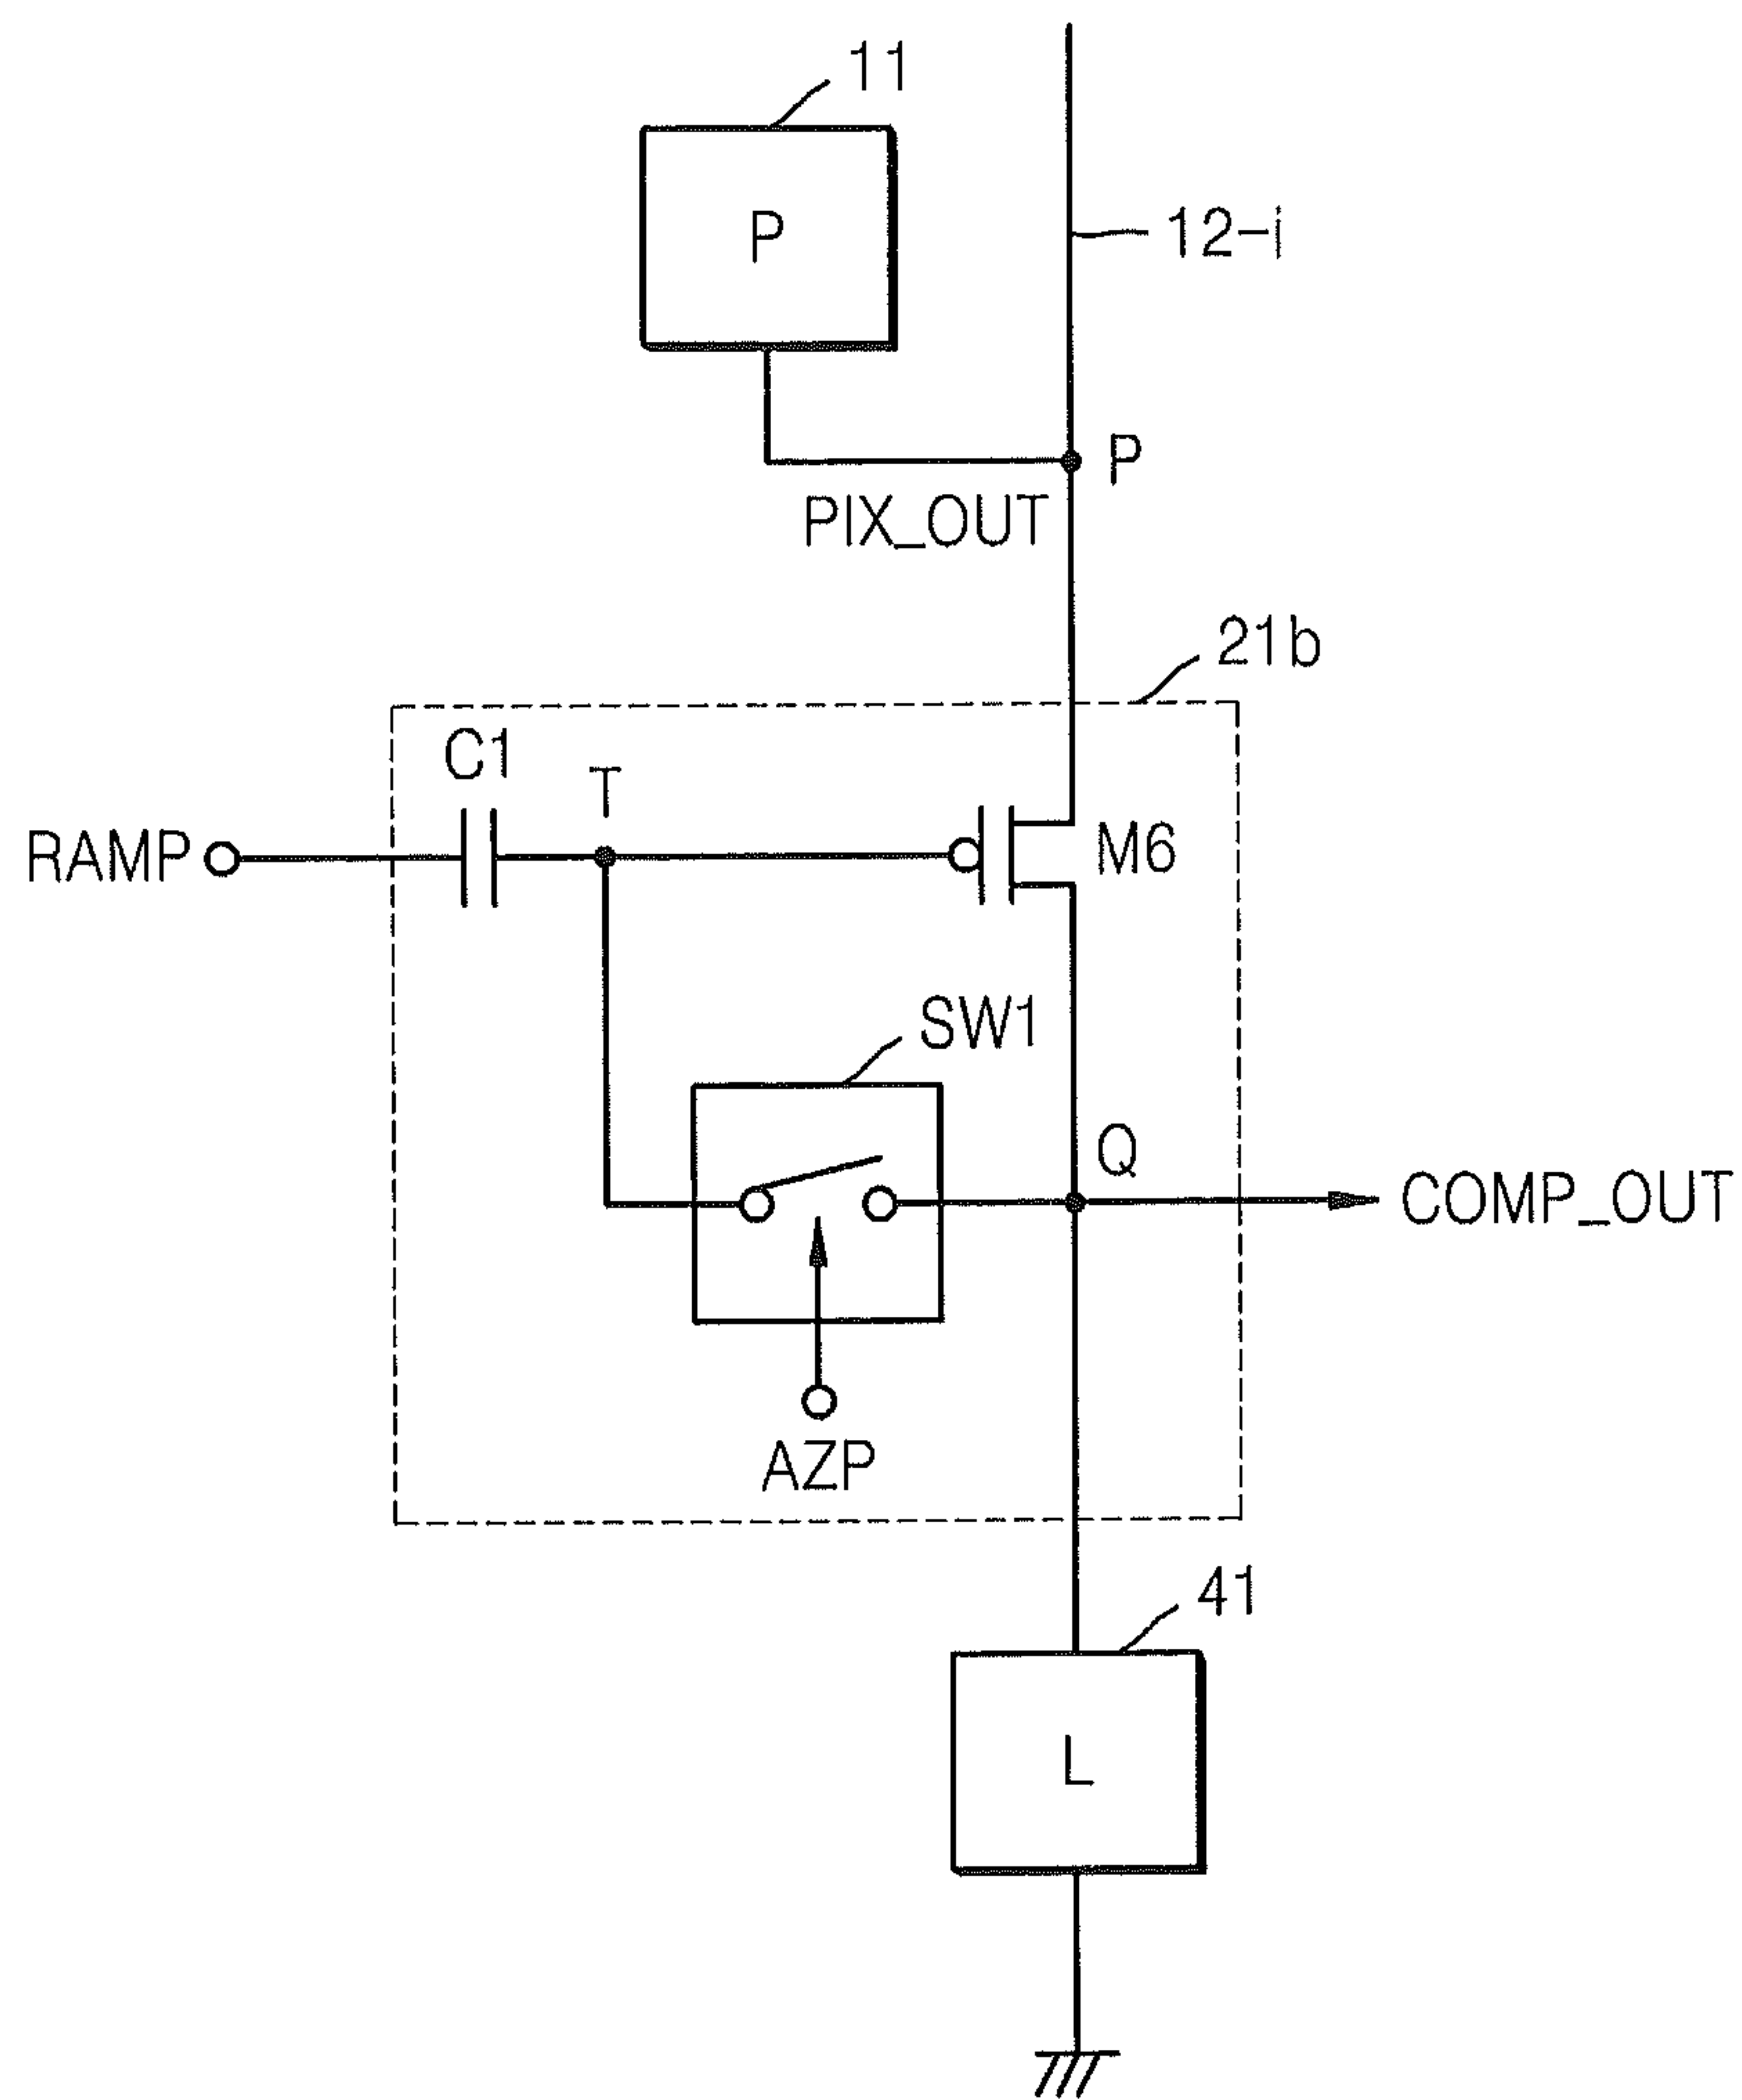 11
P
12-i
P
PIX_OUT
21b
C1
T
RAMP
M6
SW1
Q
COMP_OUT
AZP
41
L